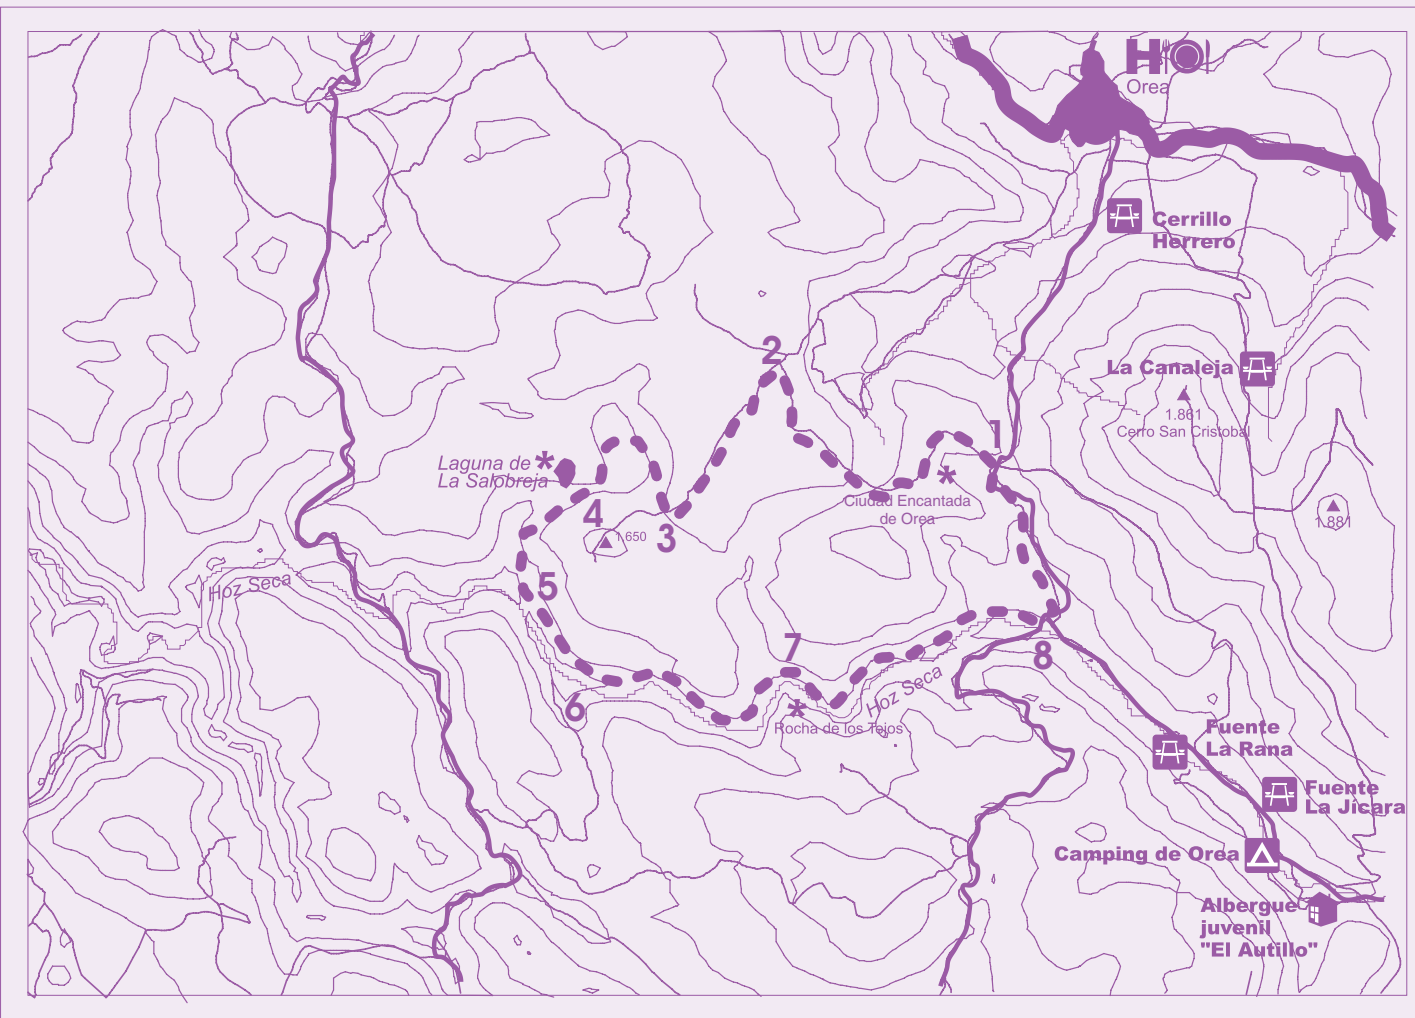 H
Orea
Cerrillo
Herrero
2
La Canaleja
1.861
Cerro San Cristobal
1
Laguna de *
La Salobreja
*
Ciudad Encantada
de Orea
4
3
1.650
1.881
Hoz Seca
5
7
8
6
Hoz Seca
*
Rocha de los Tejos
Fuente
La Rana
Fuente
La Jícara
Camping de Orea
Albergue
juvenil
"El Autillo"